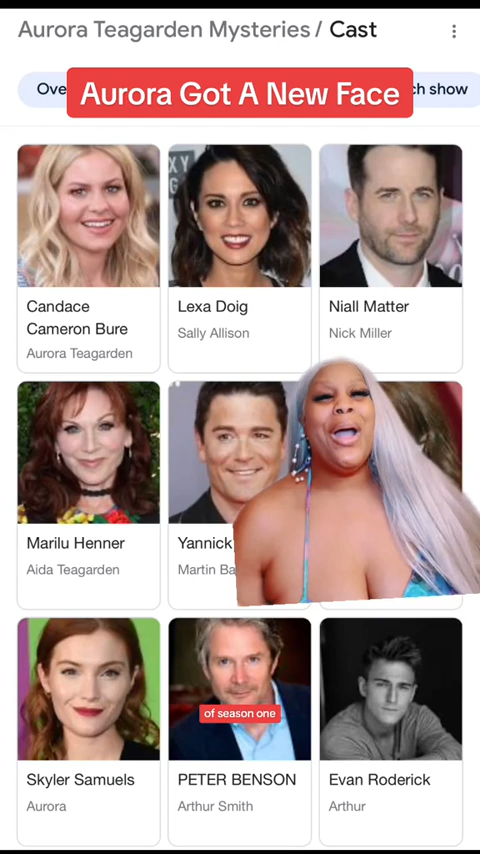 Aurora Teagarden Mysteries / Cast
Ove
Aurora Got A New Face
ch show
Candace
Cameron Bure
Aurora Teagarden
Lexa Doig
Sally Allison
Niall Matter
Nick Miller
Marilu Henner
Aida Teagarden
Yannick
Martin Ba
Skyler Samuels
Aurora
of season one
PETER BENSON
Arthur Smith
Evan Roderick
Arthur